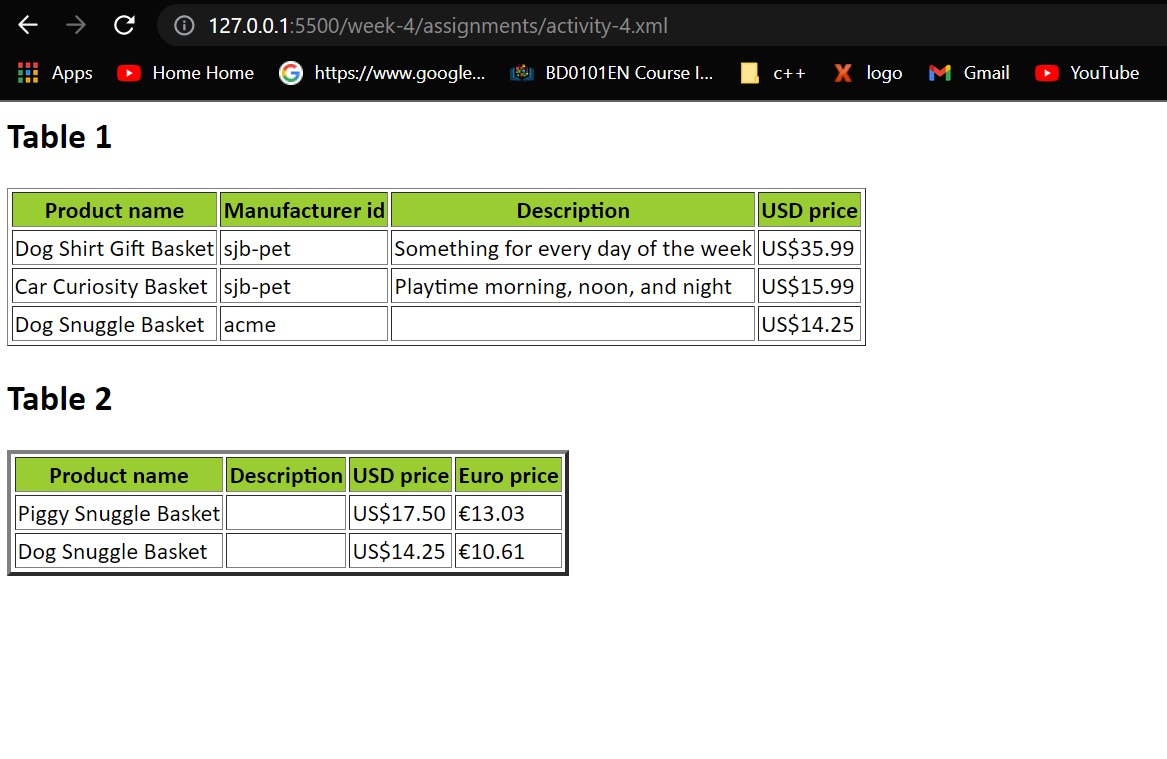 127.0.0.1:5500/week-4/assignments/activity-4.xml
Apps Home Home https://www.google... BD0101EN Course I... c++ logo Gmail YouTube
Table 1
Product name Manufacturer id Description USD price
Dog Shirt Gift Basket sjb-pet Something for every day of the week US$35.99
Car Curiosity Basket sjb-pet Playtime morning, noon, and night US$15.99
Dog Snuggle Basket acme US$14.25
Table 2
Product name Description USD price Euro price
Piggy Snuggle Basket US$17.50 €13.03
Dog Snuggle Basket US$14.25 €10.61